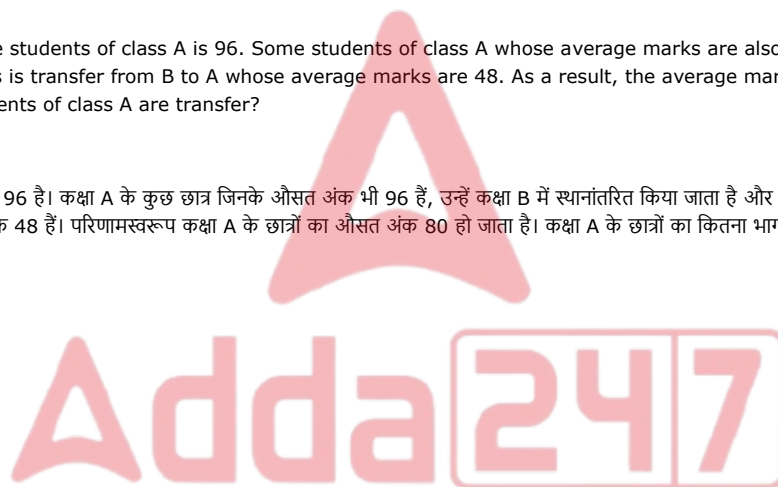 students of class A is 96. Some students of class A whose average marks are also
is transfer from B to A whose average marks are 48. As a result, the average
of class A are transfer?
96 है। कक्षा A के कुछ छात्र जिनके औसत अंक भी 96 हैं, उन्हें कक्षा B में स्थानांतरित किया जाता है और
48 हैं। परिणामस्वरूप कक्षा A के छात्रों का औसत अंक 80 हो जाता है। कक्षा A के छात्रों का कितना भाग
Adda247